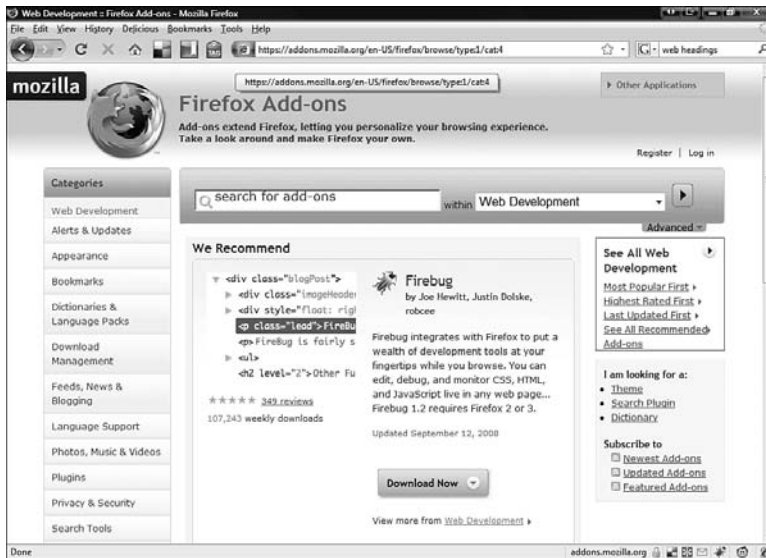 Web Development :: Firefox Add-ons - Mozilla Firefox
File Edit View History Delicious Bookmarks Tools Help
https://addons.mozilla.org/en-US/firefox/browse/type:1/cat:4
web headings
https://addons.mozilla.org/en-US/firefox/browse/type:1/cat:4
mozilla
Other Applications
Firefox Add-ons
Add-ons extend Firefox, letting you personalize your browsing experience.
Take a look around and make Firefox your own.
Register | Log in
Categories
Web Development
Alerts & Updates
Appearance
Bookmarks
Dictionaries &
Language Packs
Download
Management
Feeds, News &
Blogging
Language Support
Photos, Music & Videos
Plugins
Privacy & Security
Search Tools
search for add-ons
within Web Development
Advanced
We Recommend
<div class="blogPost">
<div class="imageHeader
<div style="float: righ
<p class="lead">FireBu
<p>FireBug is fairly s
<ul>
<h2 level="2">Other Fu
349 reviews
107,243 weekly downloads
Firebug
by Joe Hewitt, Justin Dolske,
robcee
Firebug integrates with Firefox to put a
wealth of development tools at your
fingertips while you browse. You can
edit, debug, and monitor CSS, HTML,
and JavaScript live in any web page...
Firebug 1.2 requires Firefox 2 or 3.
Updated September 12, 2008
Download Now
View more from Web Development
See All Web
Development
Most Popular First
Highest Rated First
Last Updated First
See All Recommended
Add-ons
I am looking for a:
• Theme
• Search Plugin
• Dictionary
Subscribe to
Newest Add-ons
Updated Add-ons
Featured Add-ons
Done
addons.mozilla.org